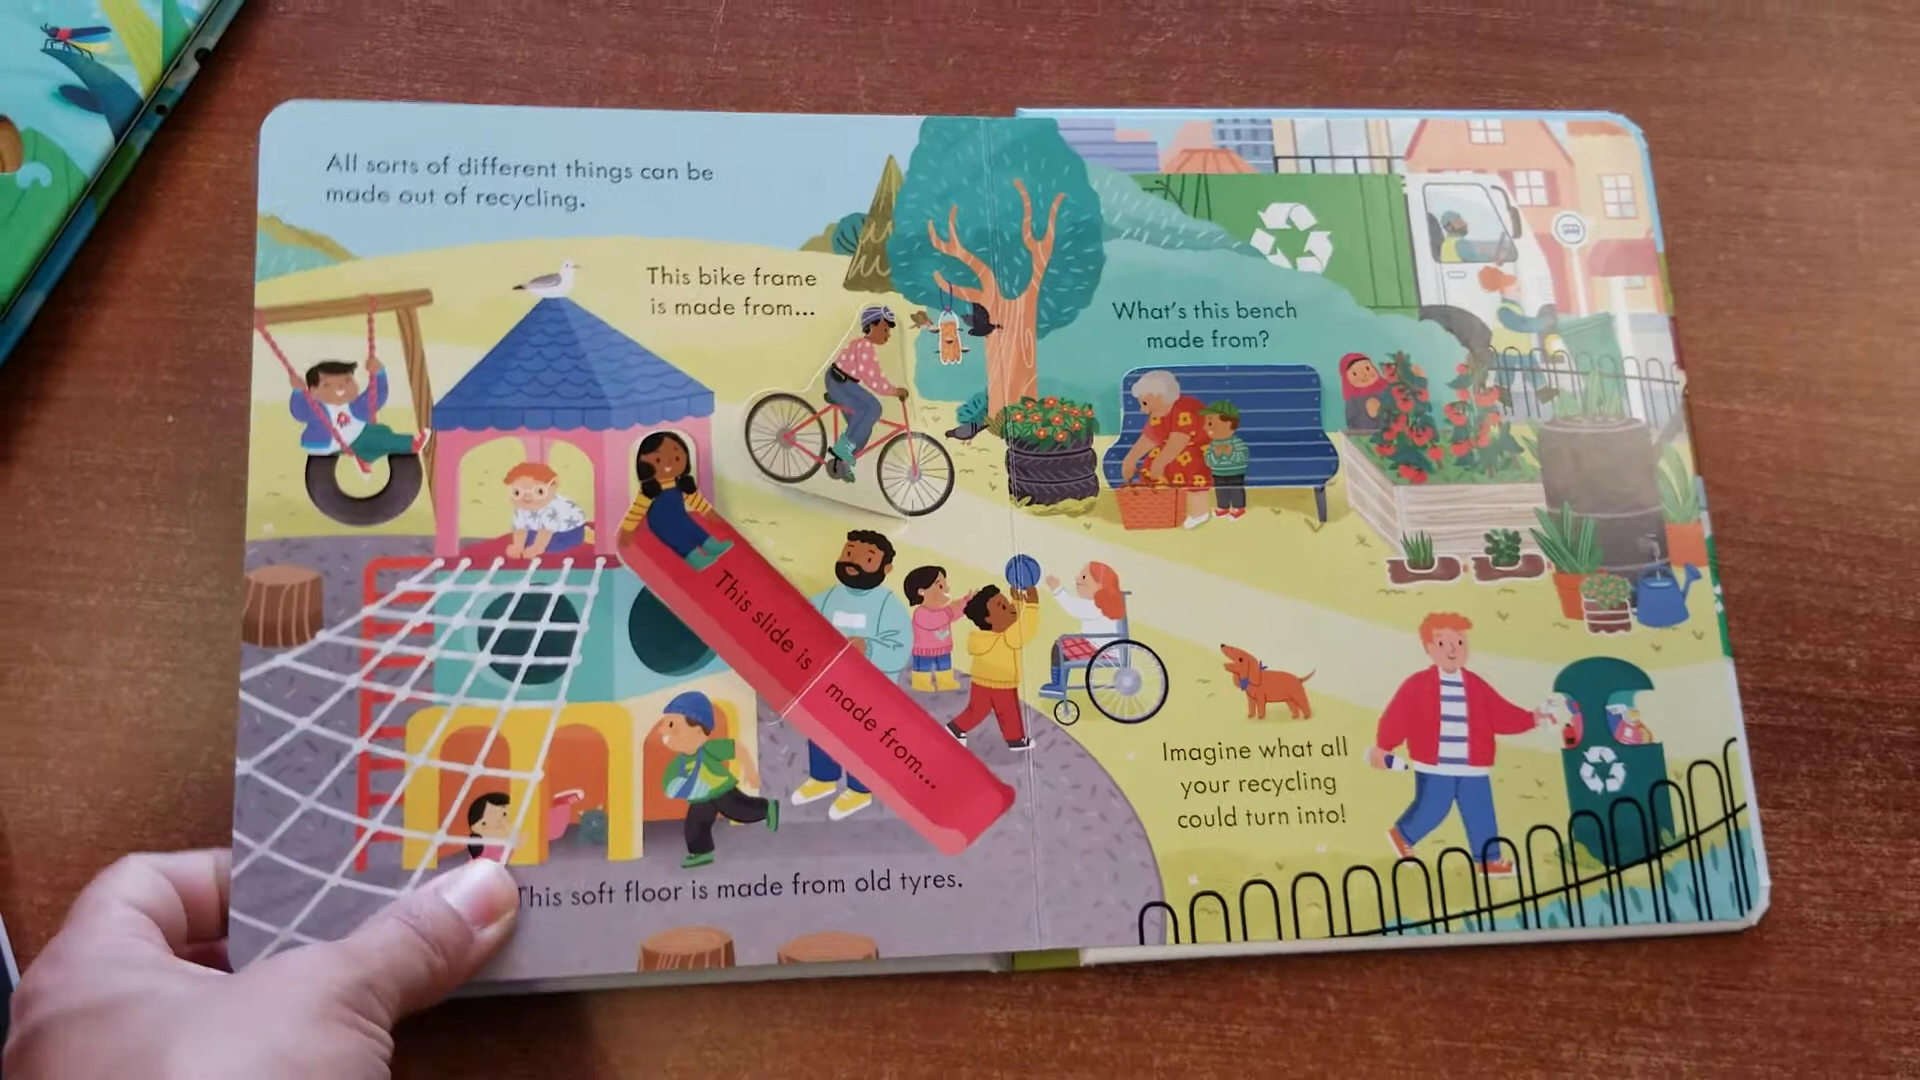 All sorts of different things can be
made out of recycling.
This bike frame
is made from...
What's this bench
made from?
This slide is
made from...
Imagine what all
your recycling
could turn into!
This soft floor is made from old tyres.